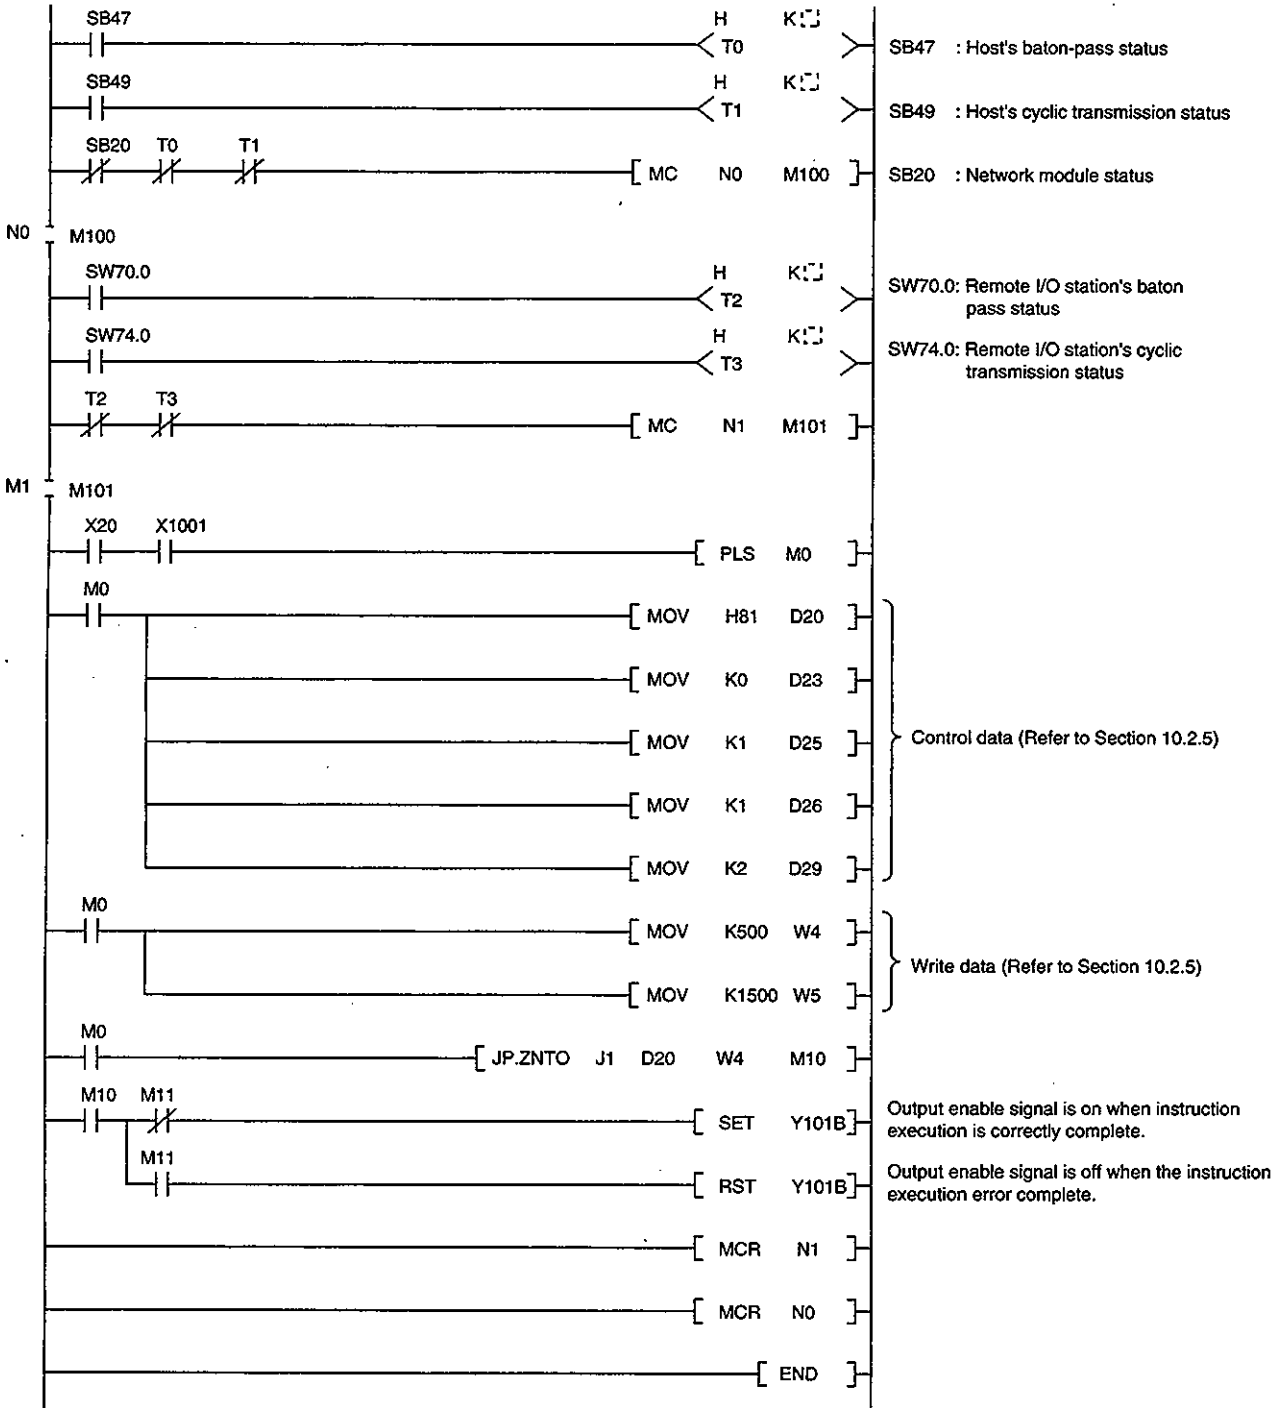 SB47 H K
T0 SB47 : Host's baton-pass status
SB49 H K
T1 SB49 : Host's cyclic transmission status
SB20 T0 T1
MC N0 M100 SB20 : Network module status
N0 M100
SW70.0 H K
T2 SW70.0: Remote I/O station's baton
pass status
SW74.0 H K
T3 SW74.0: Remote I/O station's cyclic
transmission status
T2 T3
MC N1 M101
M1 M101
X20 X1001
PLS M0
M0
MOV H81 D20
MOV K0 D23
MOV K1 D25
Control data (Refer to Section 10.2.5)
MOV K1 D26
MOV K2 D29
M0
MOV K500 W4
Write data (Refer to Section 10.2.5)
MOV K1500 W5
M0
JP.ZNTO J1 D20 W4 M10
M10 M11
SET Y101B Output enable signal is on when instruction
execution is correctly complete.
M11
RST Y101B Output enable signal is off when the instruction
execution error complete.
MCR N1
MCR N0
END